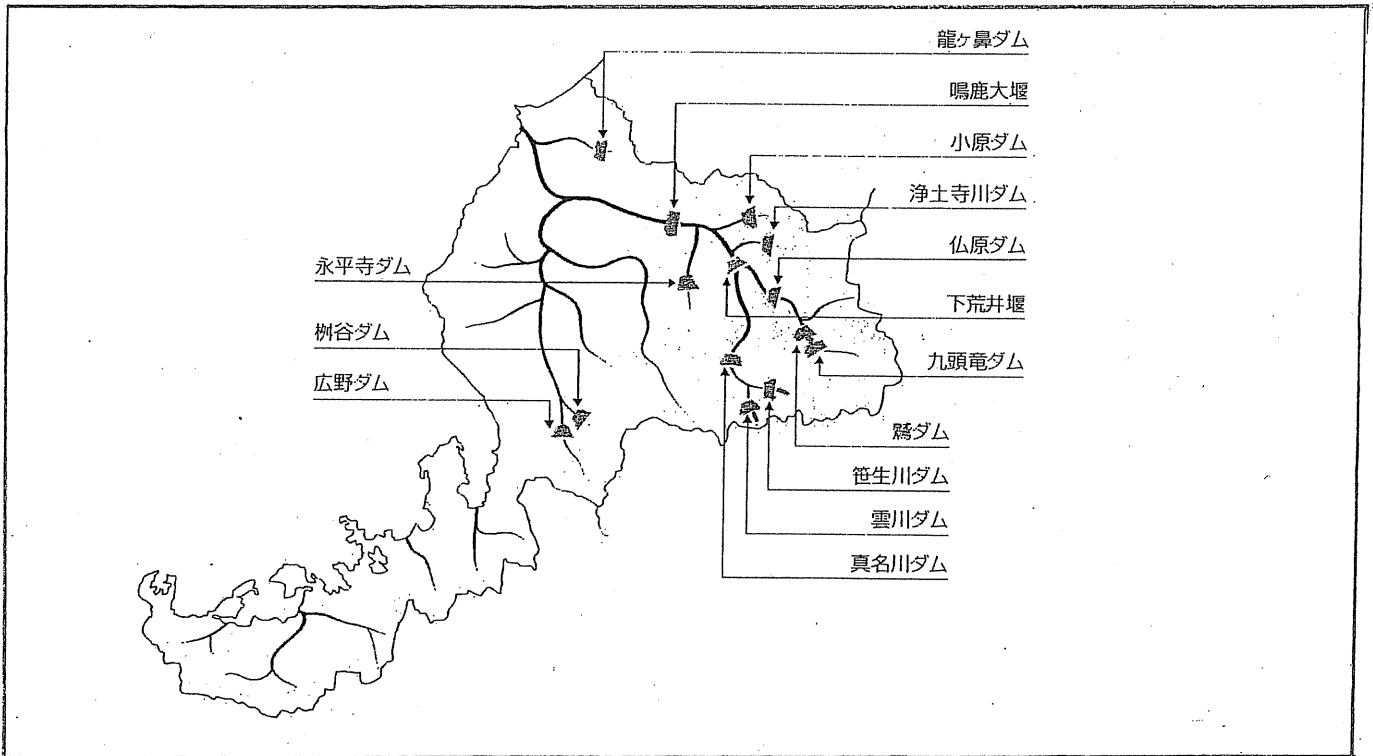 龍ヶ鼻ダム
鳴鹿大堰
小原ダム
浄土寺川ダム
仏原ダム
永平寺ダム
下荒井堰
桝谷ダム
九頭竜ダム
広野ダム
鷲ダム
笹生川ダム
雲川ダム
真名川ダム